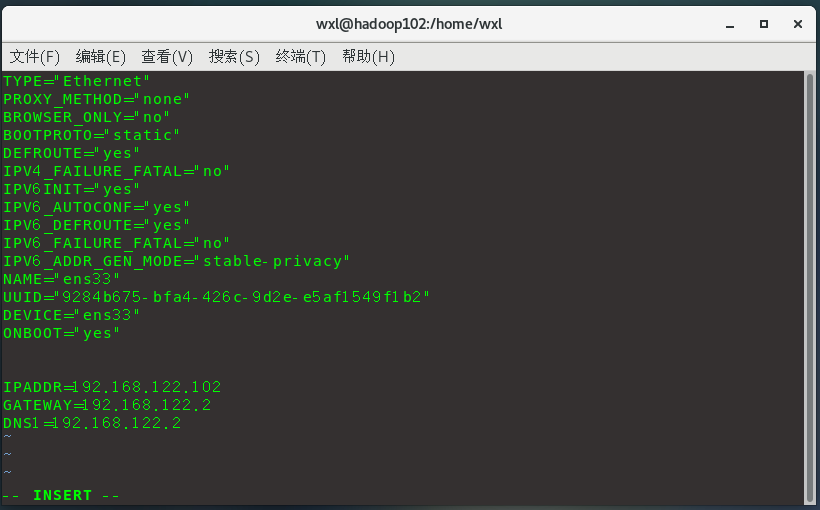 wxl@hadoop102:/home/wxl
文件(F) 编辑(E) 查看(V) 搜索(S) 终端(T) 帮助(H)
TYPE="Ethernet"
PROXY_METHOD="none"
BROWSER_ONLY="no"
BOOTPROTO="static"
DEFROUTE="yes"
IPV4_FAILURE_FATAL="no"
IPV6INIT="yes"
IPV6_AUTOCONF="yes"
IPV6_DEFROUTE="yes"
IPV6_FAILURE_FATAL="no"
IPV6_ADDR_GEN_MODE="stable-privacy"
NAME="ens33"
UUID="9284b675-bfa4-426c-9d2e-e5af1549f1b2"
DEVICE="ens33"
ONBOOT="yes"
IPADDR=192.168.122.102
GATEWAY=192.168.122.2
DNS1=192.168.122.2
~
~
~
-- INSERT --